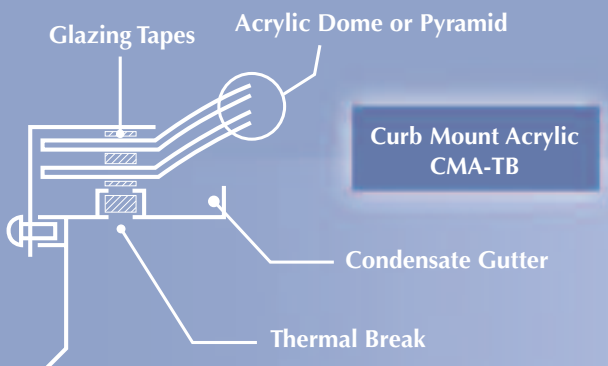 Glazing Tapes
Acrylic Dome or Pyramid
Curb Mount Acrylic
CMA-TB
Condensate Gutter
Thermal Break